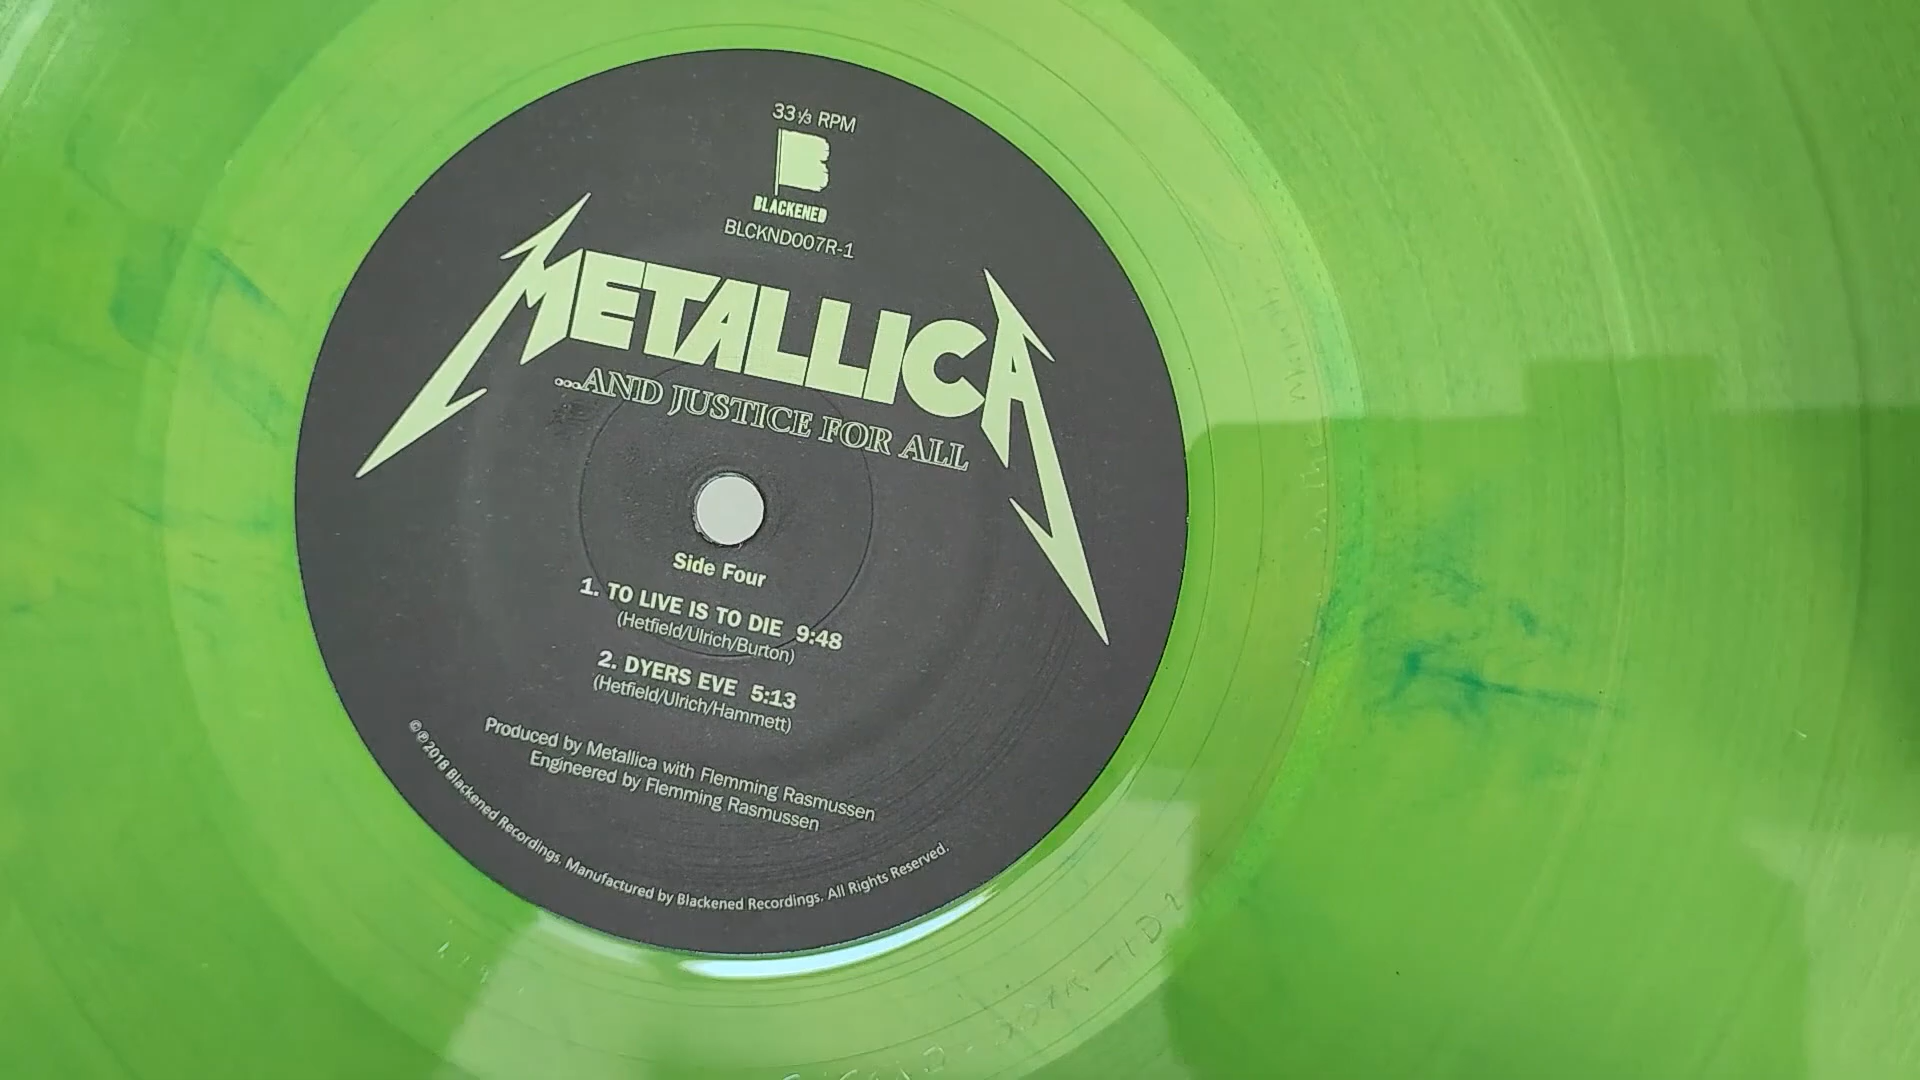 33⅓ RPM
B
BLACKENED
BLCKND007R-1
METALLICA
...AND JUSTICE FOR ALL
Side Four
1. TO LIVE IS TO DIE 9:48
(Hetfield/Ulrich/Burton)
2. DYERS EVE 5:13
(Hetfield/Ulrich/Hammett)
Produced by Metallica with Flemming Rasmussen
Engineered by Flemming Rasmussen
© ℗ 2018 Blackened Recordings. Manufactured by Blackened Recordings. All Rights Reserved.